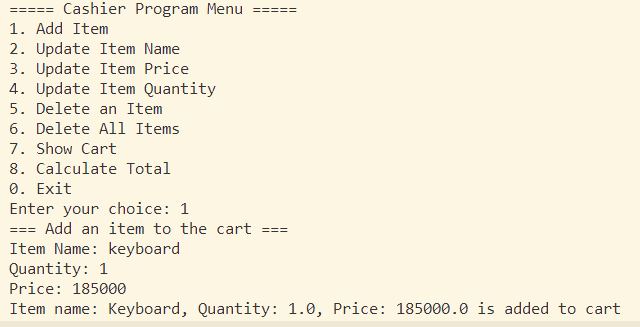 ===== Cashier Program Menu =====
1. Add Item
2. Update Item Name
3. Update Item Price
4. Update Item Quantity
5. Delete an Item
6. Delete All Items
7. Show Cart
8. Calculate Total
0. Exit
Enter your choice: 1
=== Add an item to the cart ===
Item Name: keyboard
Quantity: 1
Price: 185000
Item name: Keyboard, Quantity: 1.0, Price: 185000.0 is added to cart